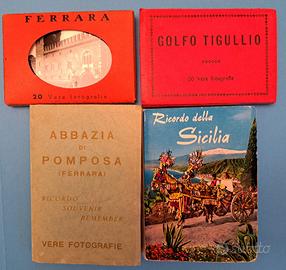 FERRARA
20 Vere fotografie
GOLFO TIGULLIO
20 Vere fotografie
ABBAZIA
DI
POMPOSA
(FERRARA)
RICORDO
SOUVENIR
REMEMBER
VERE FOTOGRAFIE
Ricordo della
Sicilia
subito